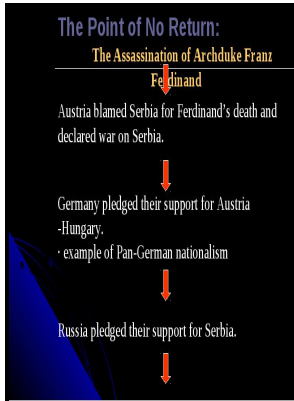 The Point of No Return:
The Assassination of Archduke Franz
Ferdinand
Austria blamed Serbia for Ferdinand's death and
declared war on Serbia.
Germany pledged their support for Austria
-Hungary.
· example of Pan-German nationalism
Russia pledged their support for Serbia.